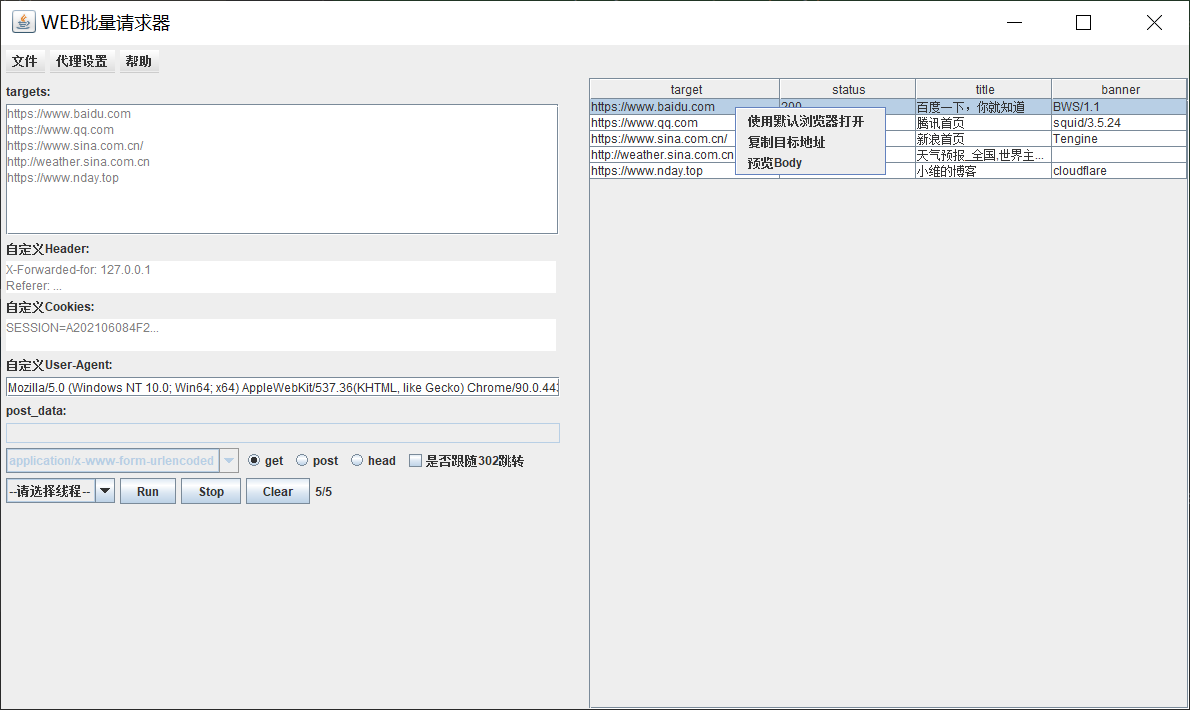 WEB批量请求器
文件 代理设置 帮助
targets:
https://www.baidu.com
https://www.qq.com
https://www.sina.com.cn/
http://weather.sina.com.cn
https://www.nday.top
自定义Header:
X-Forwarded-for: 127.0.0.1
Referer: ...
自定义Cookies:
SESSION=A202106084F2...
自定义User-Agent:
Mozilla/5.0 (Windows NT 10.0; Win64; x64) AppleWebKit/537.36(KHTML, like Gecko) Chrome/90.0.443
post_data:
application/x-www-form-urlencoded get post head 是否跟随302跳转
--请选择线程-- Run Stop Clear 5/5
target status title banner
https://www.baidu.com 200 百度一下，你就知道 BWS/1.1
https://www.qq.com 腾讯首页 squid/3.5.24
https://www.sina.com.cn/ 新浪首页 Tengine
http://weather.sina.com.cn 天气预报_全国,世界主...
https://www.nday.top 小维的博客 cloudflare
使用默认浏览器打开
复制目标地址
预览Body